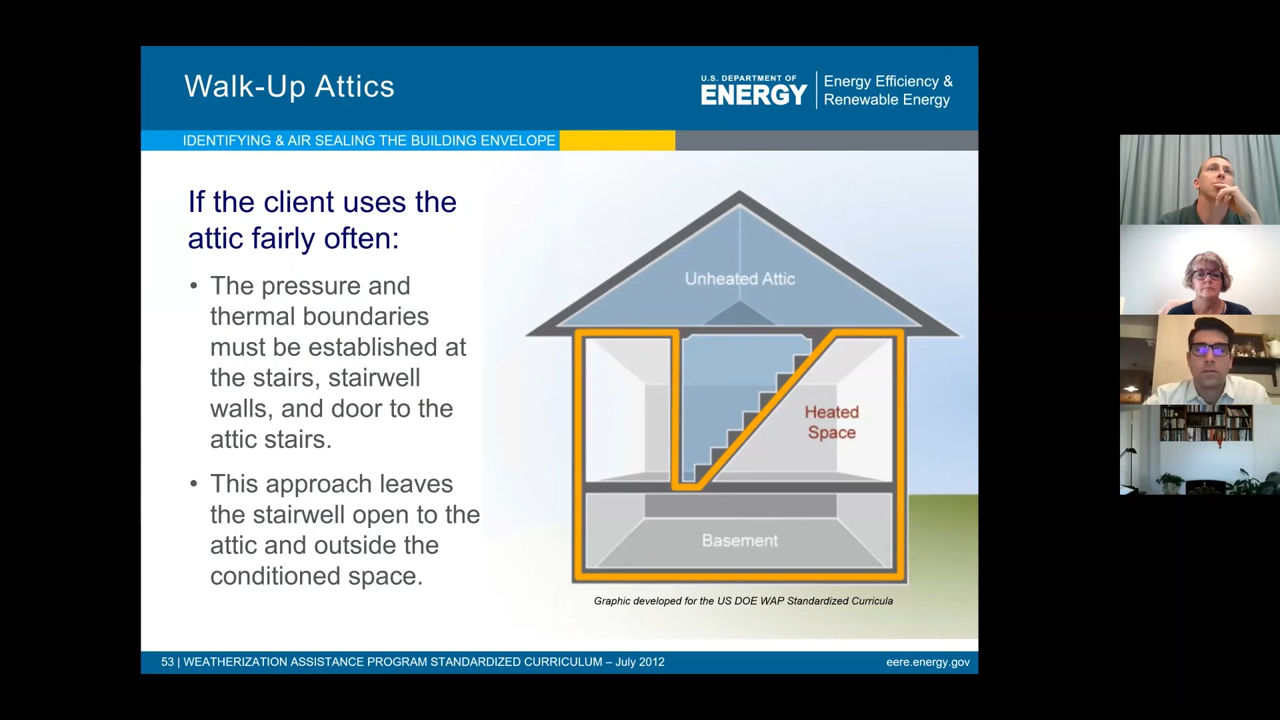 Walk-Up Attics
U.S. DEPARTMENT OF
ENERGY
Energy Efficiency &
Renewable Energy
IDENTIFYING & AIR SEALING THE BUILDING ENVELOPE
If the client uses the
attic fairly often:
• The pressure and
thermal boundaries
must be established at
the stairs, stairwell
walls, and door to the
attic stairs.
• This approach leaves
the stairwell open to the
attic and outside the
conditioned space.
Unheated Attic
Heated
Space
Basement
Graphic developed for the US DOE WAP Standardized Curricula
53 | WEATHERIZATION ASSISTANCE PROGRAM STANDARDIZED CURRICULUM – July 2012
eere.energy.gov